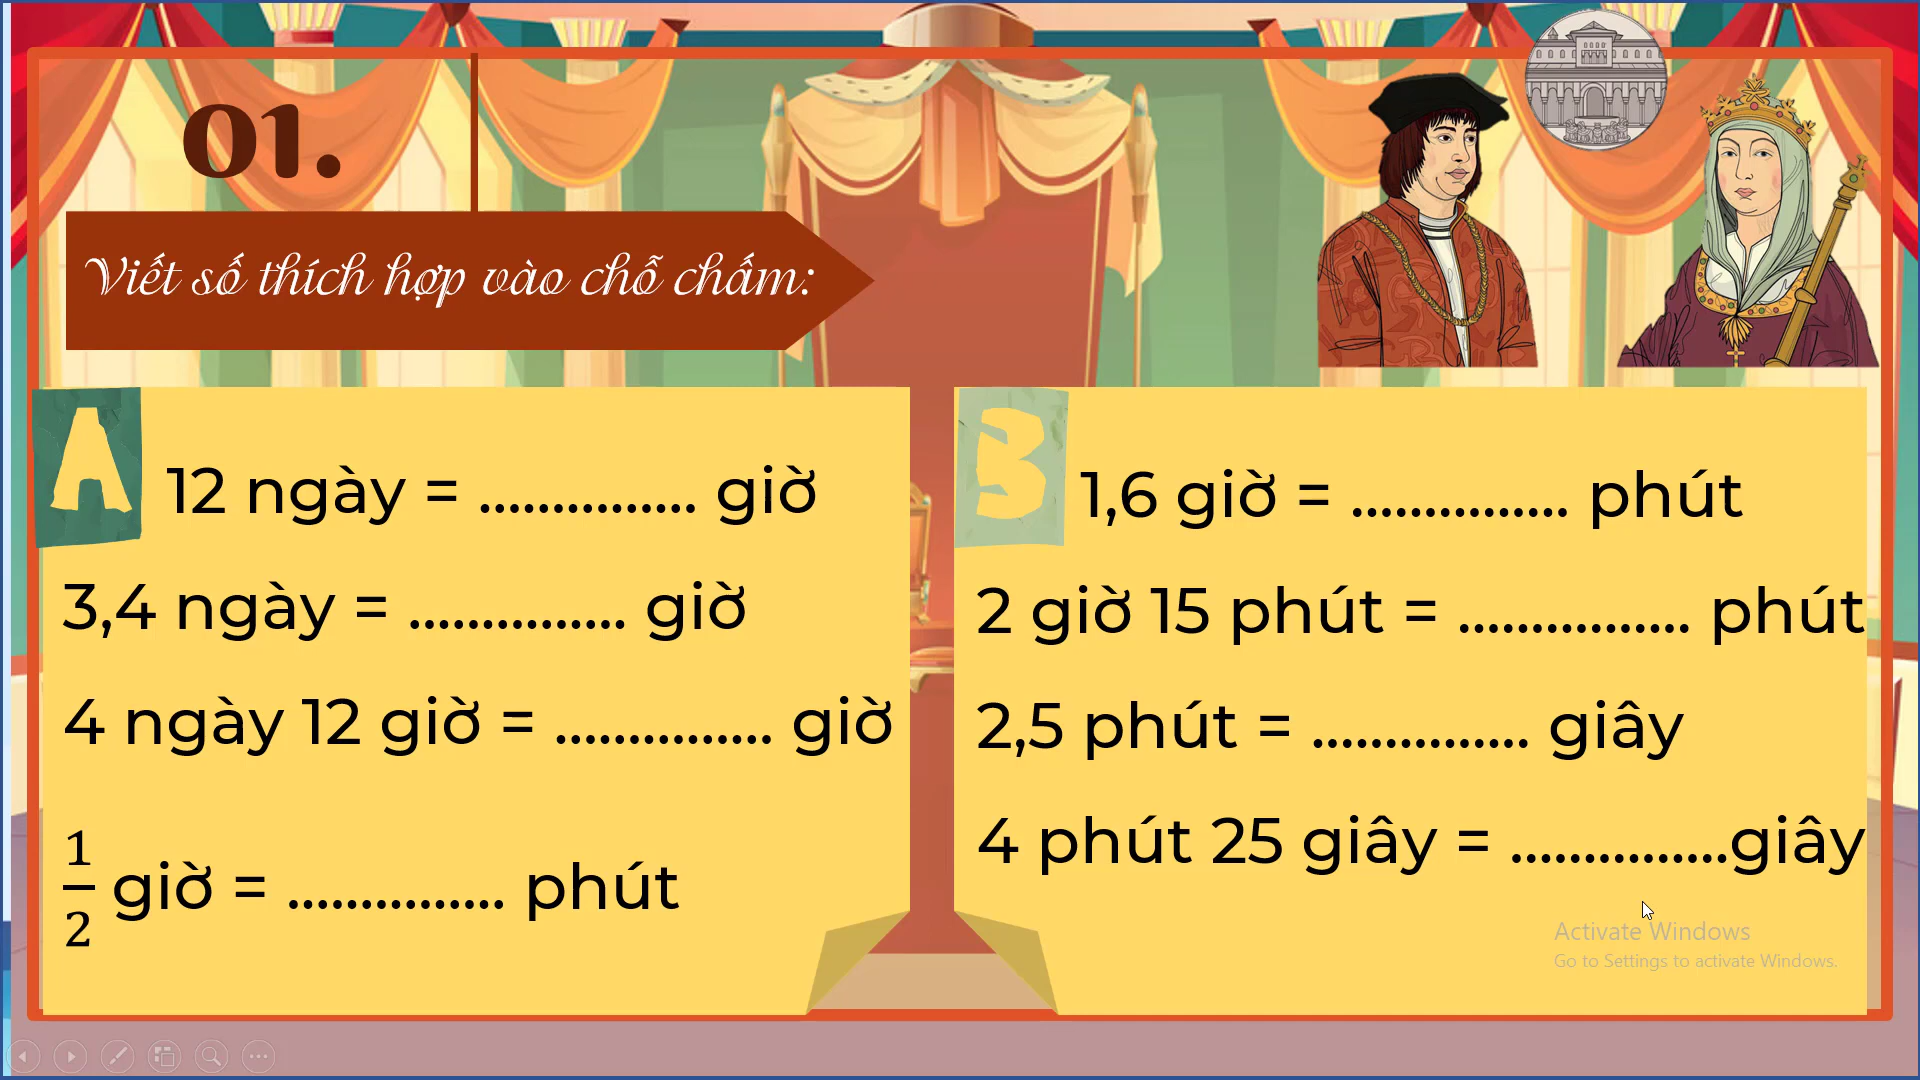 01.
Viết số thích hợp vào chỗ chấm:
A
12 ngày = ............... giờ
3,4 ngày = ............... giờ
4 ngày 12 giờ = ............... giờ
1/2 giờ = ............... phút
B
1,6 giờ = ............... phút
2 giờ 15 phút = ................ phút
2,5 phút = ............... giây
4 phút 25 giây = ...............giây
Activate Windows
Go to Settings to activate Windows.